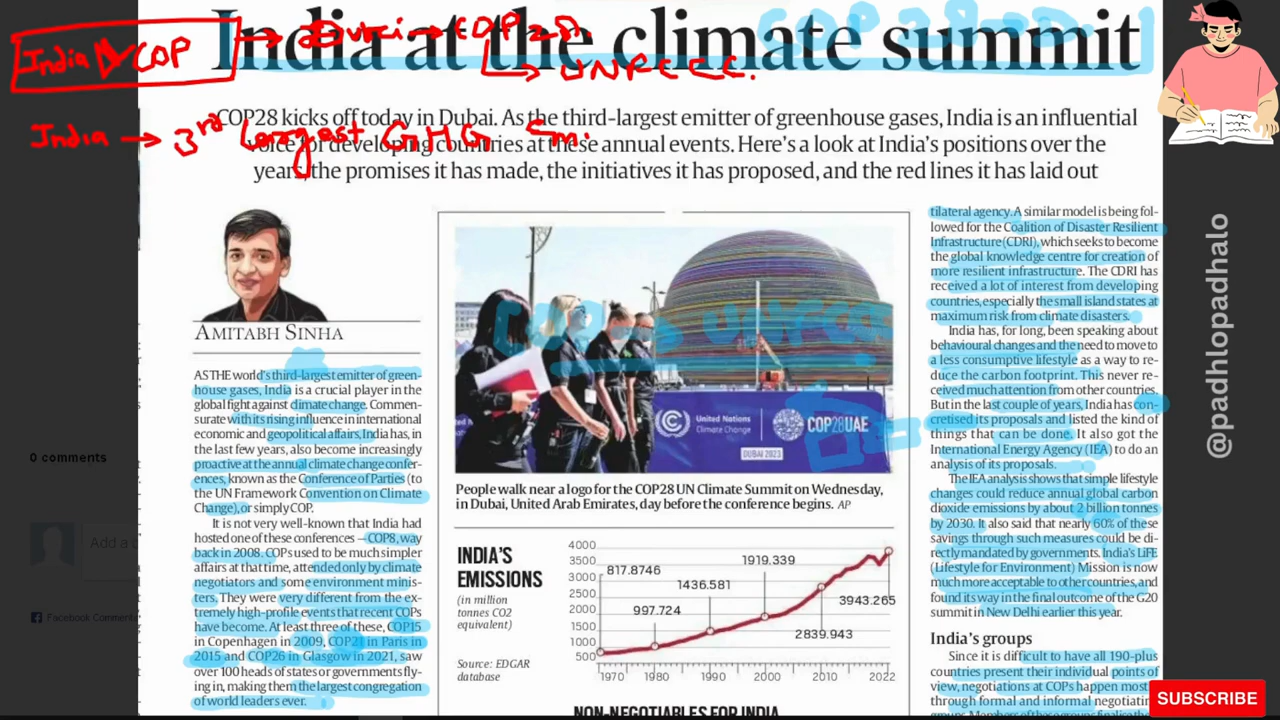 India at the climate summit
India COP → Dubai → COP28.
↳ UNFCCC.
COP28 kicks off today in Dubai. As the third-largest emitter of greenhouse gases, India is an influential
voice for developing countries at these annual events. Here's a look at India's positions over the
years, the promises it has made, the initiatives it has proposed, and the red lines it has laid out
India → 3rd largest GHG Em.
AMITABH SINHA
AS THE world's third-largest emitter of green-
house gases, India is a crucial player in the
global fight against climate change. Commen-
surate with its rising influence in international
economic and geopolitical affairs, India has, in
the last few years, also become increasingly
proactive at the annual climate change confer-
ences, known as the Conference of Parties (to
the UN Framework Convention on Climate
Change), or simply COP.
It is not very well-known that India had
hosted one of these conferences — COP8, way
back in 2008. COPs used to be much simpler
affairs at that time, attended only by climate
negotiators and some environment minis-
ters. They were very different from the ex-
tremely high-profile events that recent COPs
have become. At least three of these, COP15
in Copenhagen in 2009, COP21 in Paris in
2015 and COP26 in Glasgow in 2021, saw
over 100 heads of states or governments fly-
ing in, making them the largest congregation
of world leaders ever.
United Nations
Climate Change
COP28UAE
DUBAI 2023
People walk near a logo for the COP28 UN Climate Summit on Wednesday,
in Dubai, United Arab Emirates, day before the conference begins. AP
INDIA'S
EMISSIONS
(in million
tonnes CO2
equivalent)
Source: EDGAR
database
4000
3500
3000
2500
2000
1500
1000
500
817.8746
997.724
1436.581
1919.339
2839.943
3943.265
1970 1980 1990 2000 2010 2022
NON-NEGOTIABLES FOR INDIA
tilateral agency. A similar model is being fol-
lowed for the Coalition of Disaster Resilient
Infrastructure (CDRI), which seeks to become
the global knowledge centre for creation of
more resilient infrastructure. The CDRI has
received a lot of interest from developing
countries, especially the small island states at
maximum risk from climate disasters.
India has, for long, been speaking about
behavioural changes and the need to move to
a less consumptive lifestyle as a way to re-
duce the carbon footprint. This never re-
ceived much attention from other countries.
But in the last couple of years, India has con-
cretised its proposals and listed the kind of
things that can be done. It also got the
International Energy Agency (IEA) to do an
analysis of its proposals.
The IEA analysis shows that simple lifestyle
changes could reduce annual global carbon
dioxide emissions by about 2 billion tonnes
by 2030. It also said that nearly 60% of these
savings through such measures could be di-
rectly mandated by governments. India's LiFE
(Lifestyle for Environment) Mission is now
much more acceptable to other countries, and
found its way in the final outcome of the G20
summit in New Delhi earlier this year.
India's groups
Since it is difficult to have all 190-plus
countries present their individual points of
view, negotiations at COPs happen most
through formal and informal negotiatin
0 comments
Add a c
Facebook Comments
@padhlopadhalo
SUBSCRIBE